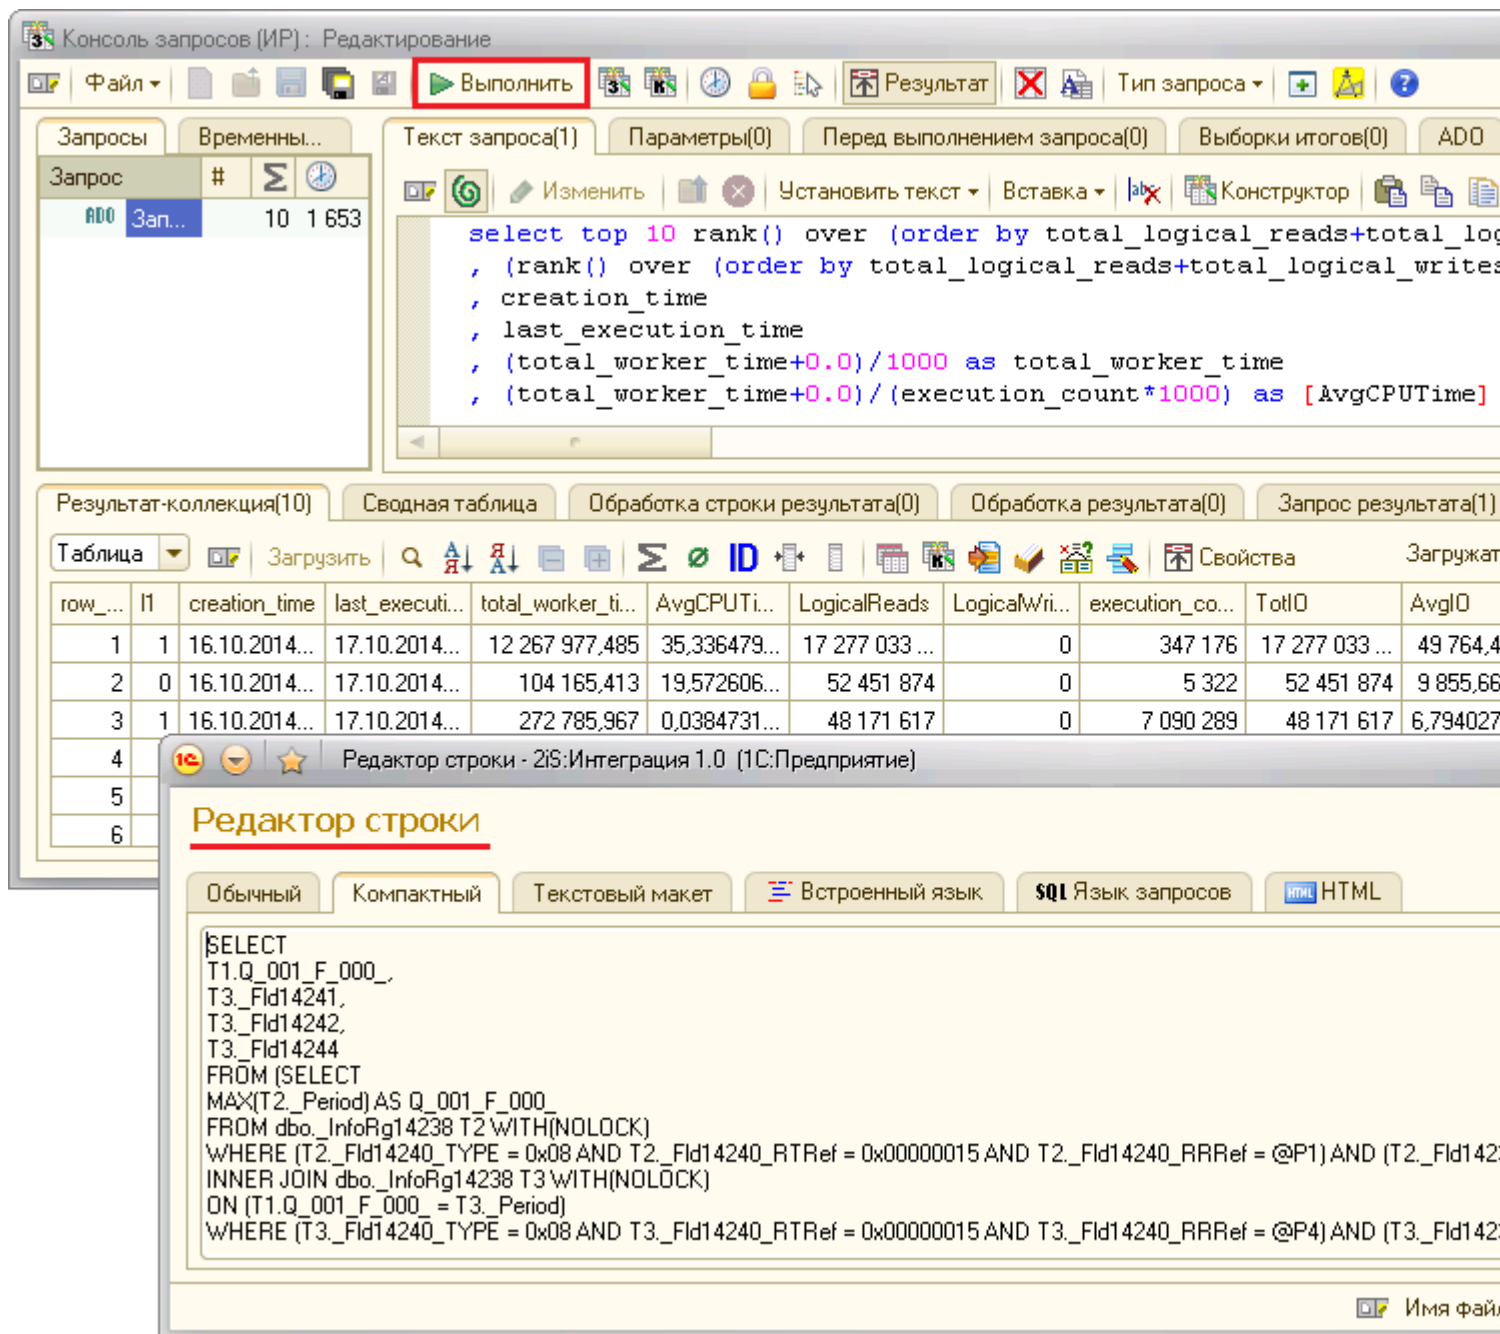 Консоль запросов (ИР) : Редактирование
Файл Выполнить Результат Тип запроса
Запросы Временны...
Текст запроса(1) Параметры(0) Перед выполнением запроса(0) Выборки итогов(0) ADO
Запрос #
ADO Зап... 10 1 653
Изменить Установить текст Вставка Конструктор
select top 10 rank() over (order by total_logical_reads+total_log
, (rank() over (order by total_logical_reads+total_logical_writes
, creation_time
, last_execution_time
, (total_worker_time+0.0)/1000 as total_worker_time
, (total_worker_time+0.0)/(execution_count*1000) as [AvgCPUTime]
Результат-коллекция(10) Сводная таблица Обработка строки результата(0) Обработка результата(0) Запрос результата(1)
Таблица Загрузить ID Свойства Загружат
row_... l1 creation_time last_executi... total_worker_ti... AvgCPUTi... LogicalReads LogicalWri... execution_co... TotIO AvgIO
1 1 16.10.2014... 17.10.2014... 12 267 977,485 35,336479... 17 277 033 ... 0 347 176 17 277 033 ... 49 764,4
2 0 16.10.2014... 17.10.2014... 104 165,413 19,572606... 52 451 874 0 5 322 52 451 874 9 855,66
3 1 16.10.2014... 17.10.2014... 272 785,967 0,0384731... 48 171 617 0 7 090 289 48 171 617 6,794027
4
5
6
Редактор строки - 2iS:Интеграция 1.0 (1С:Предприятие)
Редактор строки
Обычный Компактный Текстовый макет Встроенный язык SQL Язык запросов HTML
SELECT
T1.Q_001_F_000_,
T3._Fld14241,
T3._Fld14242,
T3._Fld14244
FROM (SELECT
MAX(T2._Period) AS Q_001_F_000_
FROM dbo._InfoRg14238 T2 WITH(NOLOCK)
WHERE (T2._Fld14240_TYPE = 0x08 AND T2._Fld14240_RTRef = 0x00000015 AND T2._Fld14240_RRRef = @P1) AND (T2._Fld1423
INNER JOIN dbo._InfoRg14238 T3 WITH(NOLOCK)
ON (T1.Q_001_F_000_ = T3._Period)
WHERE (T3._Fld14240_TYPE = 0x08 AND T3._Fld14240_RTRef = 0x00000015 AND T3._Fld14240_RRRef = @P4) AND (T3._Fld1423
Имя файл